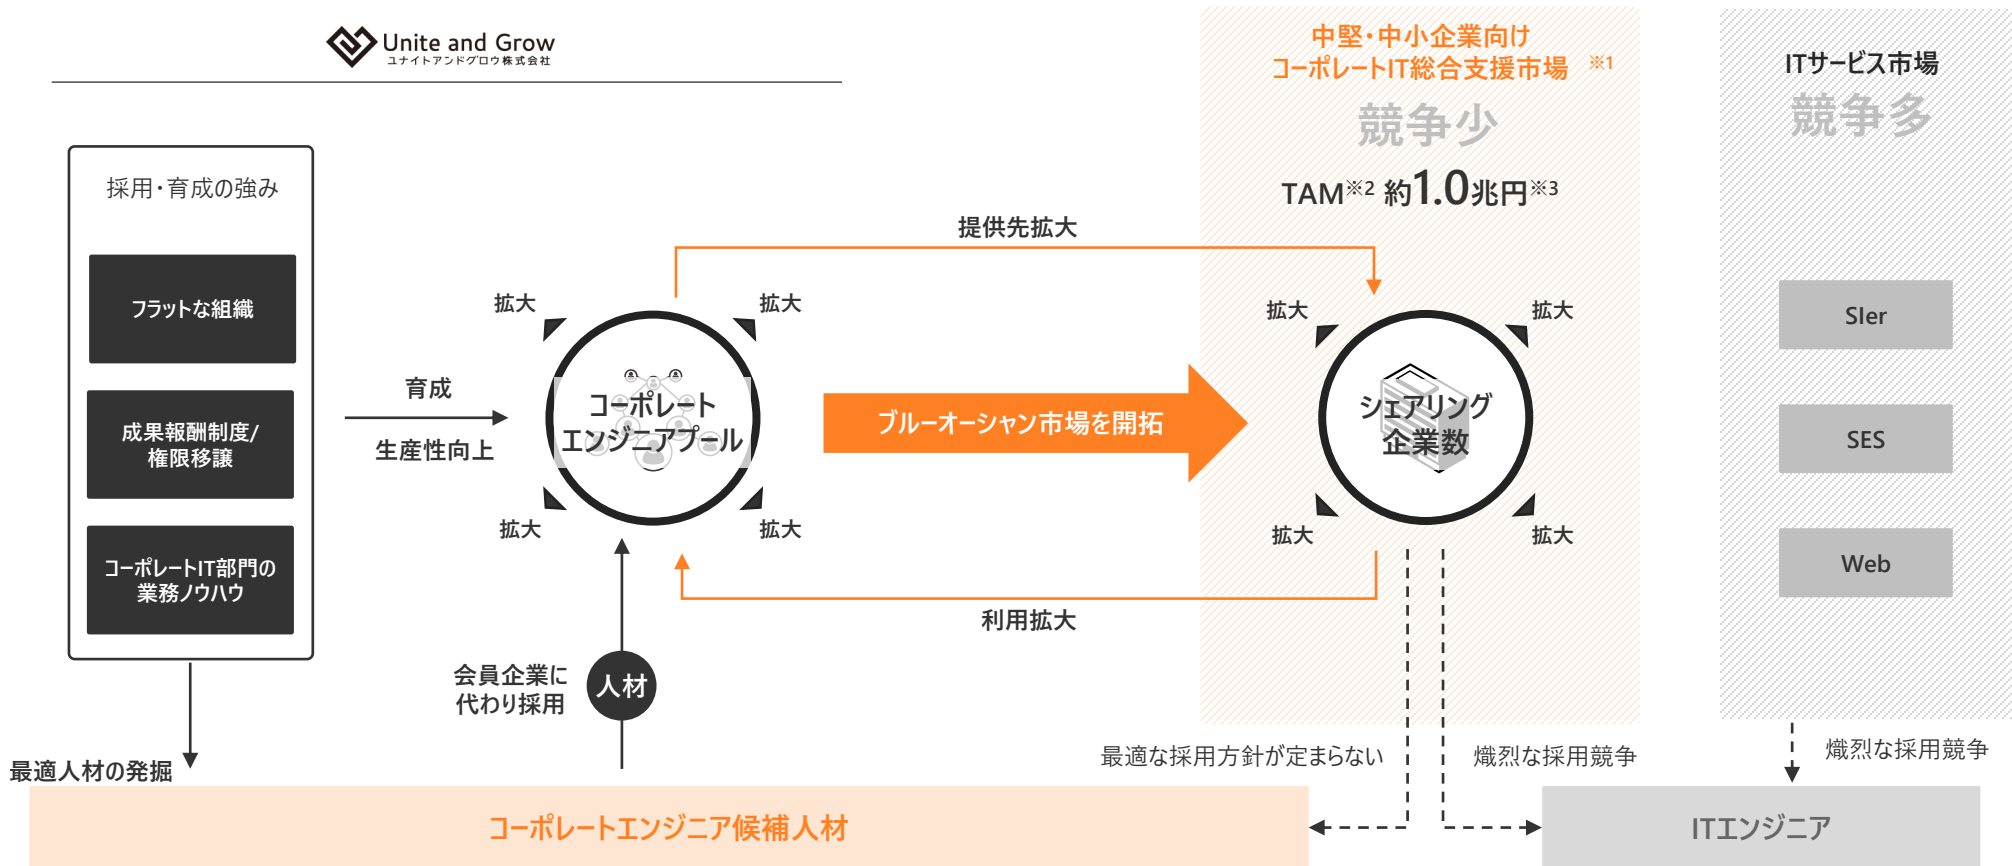 Unite and Grow
ユナイトアンドグロウ株式会社
採用・育成の強み
フラットな組織
成果報酬制度/
権限移譲
コーポレートIT部門の
業務ノウハウ
最適人材の発掘
育成
生産性向上
拡大
拡大
コーポレート
エンジニアプール
拡大
拡大
会員企業に
代わり採用
人材
提供先拡大
ブルーオーシャン市場を開拓
利用拡大
中堅・中小企業向け
コーポレートIT総合支援市場 ※1
競争少
TAM※2 約1.0兆円※3
拡大
拡大
シェアリング
企業数
拡大
拡大
最適な採用方針が定まらない
熾烈な採用競争
ITサービス市場
競争多
SIer
SES
Web
熾烈な採用競争
コーポレートエンジニア候補人材
ITエンジニア